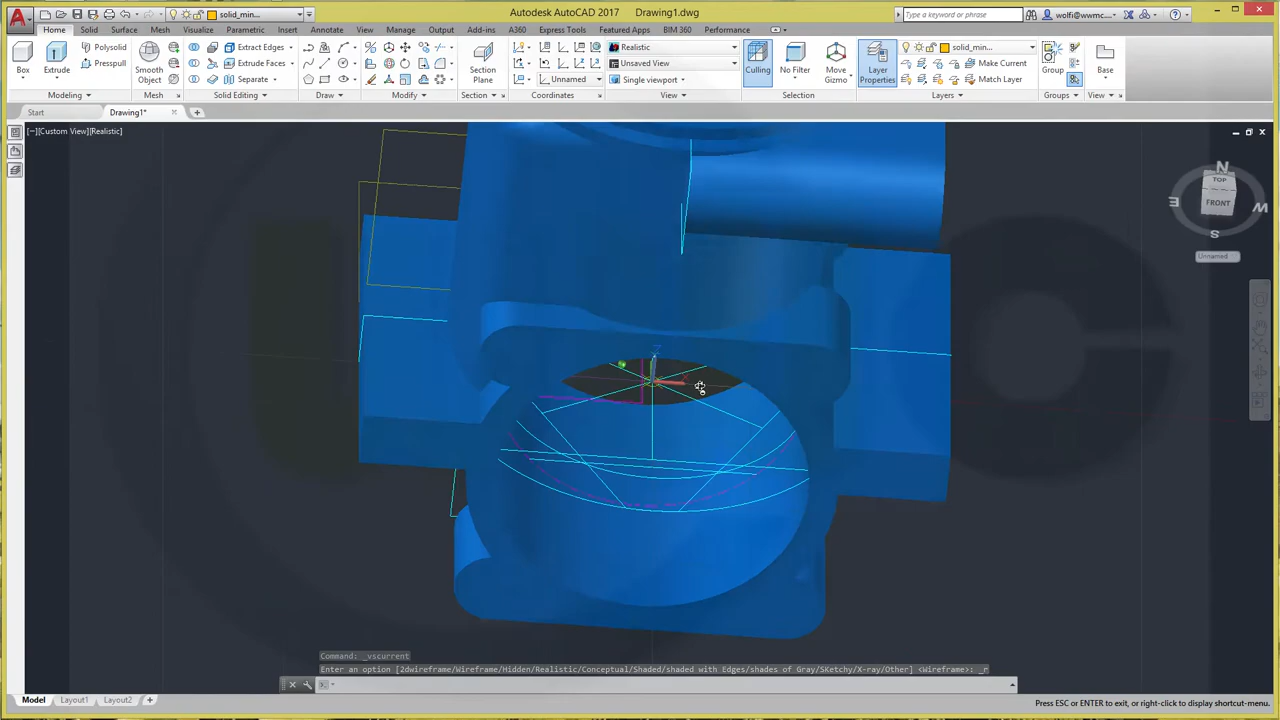 Autodesk AutoCAD 2017 Drawing1.dwg
Type a keyword or phrase
wolfi@wwmc...
solid_min...
Home Solid Surface Mesh Visualize Parametric Insert Annotate View Manage Output Add-ins A360 Express Tools Featured Apps BIM 360 Performance
Box
Extrude
Polysolid
Presspull
Smooth Object
Extract Edges
Extrude Faces
Separate
Section Plane
Unnamed
Realistic
Unsaved View
Single viewport
Culling
No Filter
Move Gizmo
Layer Properties
solid_min...
Make Current
Match Layer
Group
Base
Modeling Mesh Solid Editing Draw Modify Section Coordinates View Selection Layers Groups View
Start Drawing1*
[−][Custom View][Realistic]
N
TOP
E FRONT W
S
Unnamed
Command: _vscurrent
Enter an option [2dwireframe/Wireframe/Hidden/Realistic/Conceptual/Shaded/shaded with Edges/shades of Gray/SKetchy/X-ray/Other] <Wireframe>: _r
Model Layout1 Layout2
Press ESC or ENTER to exit, or right-click to display shortcut-menu.